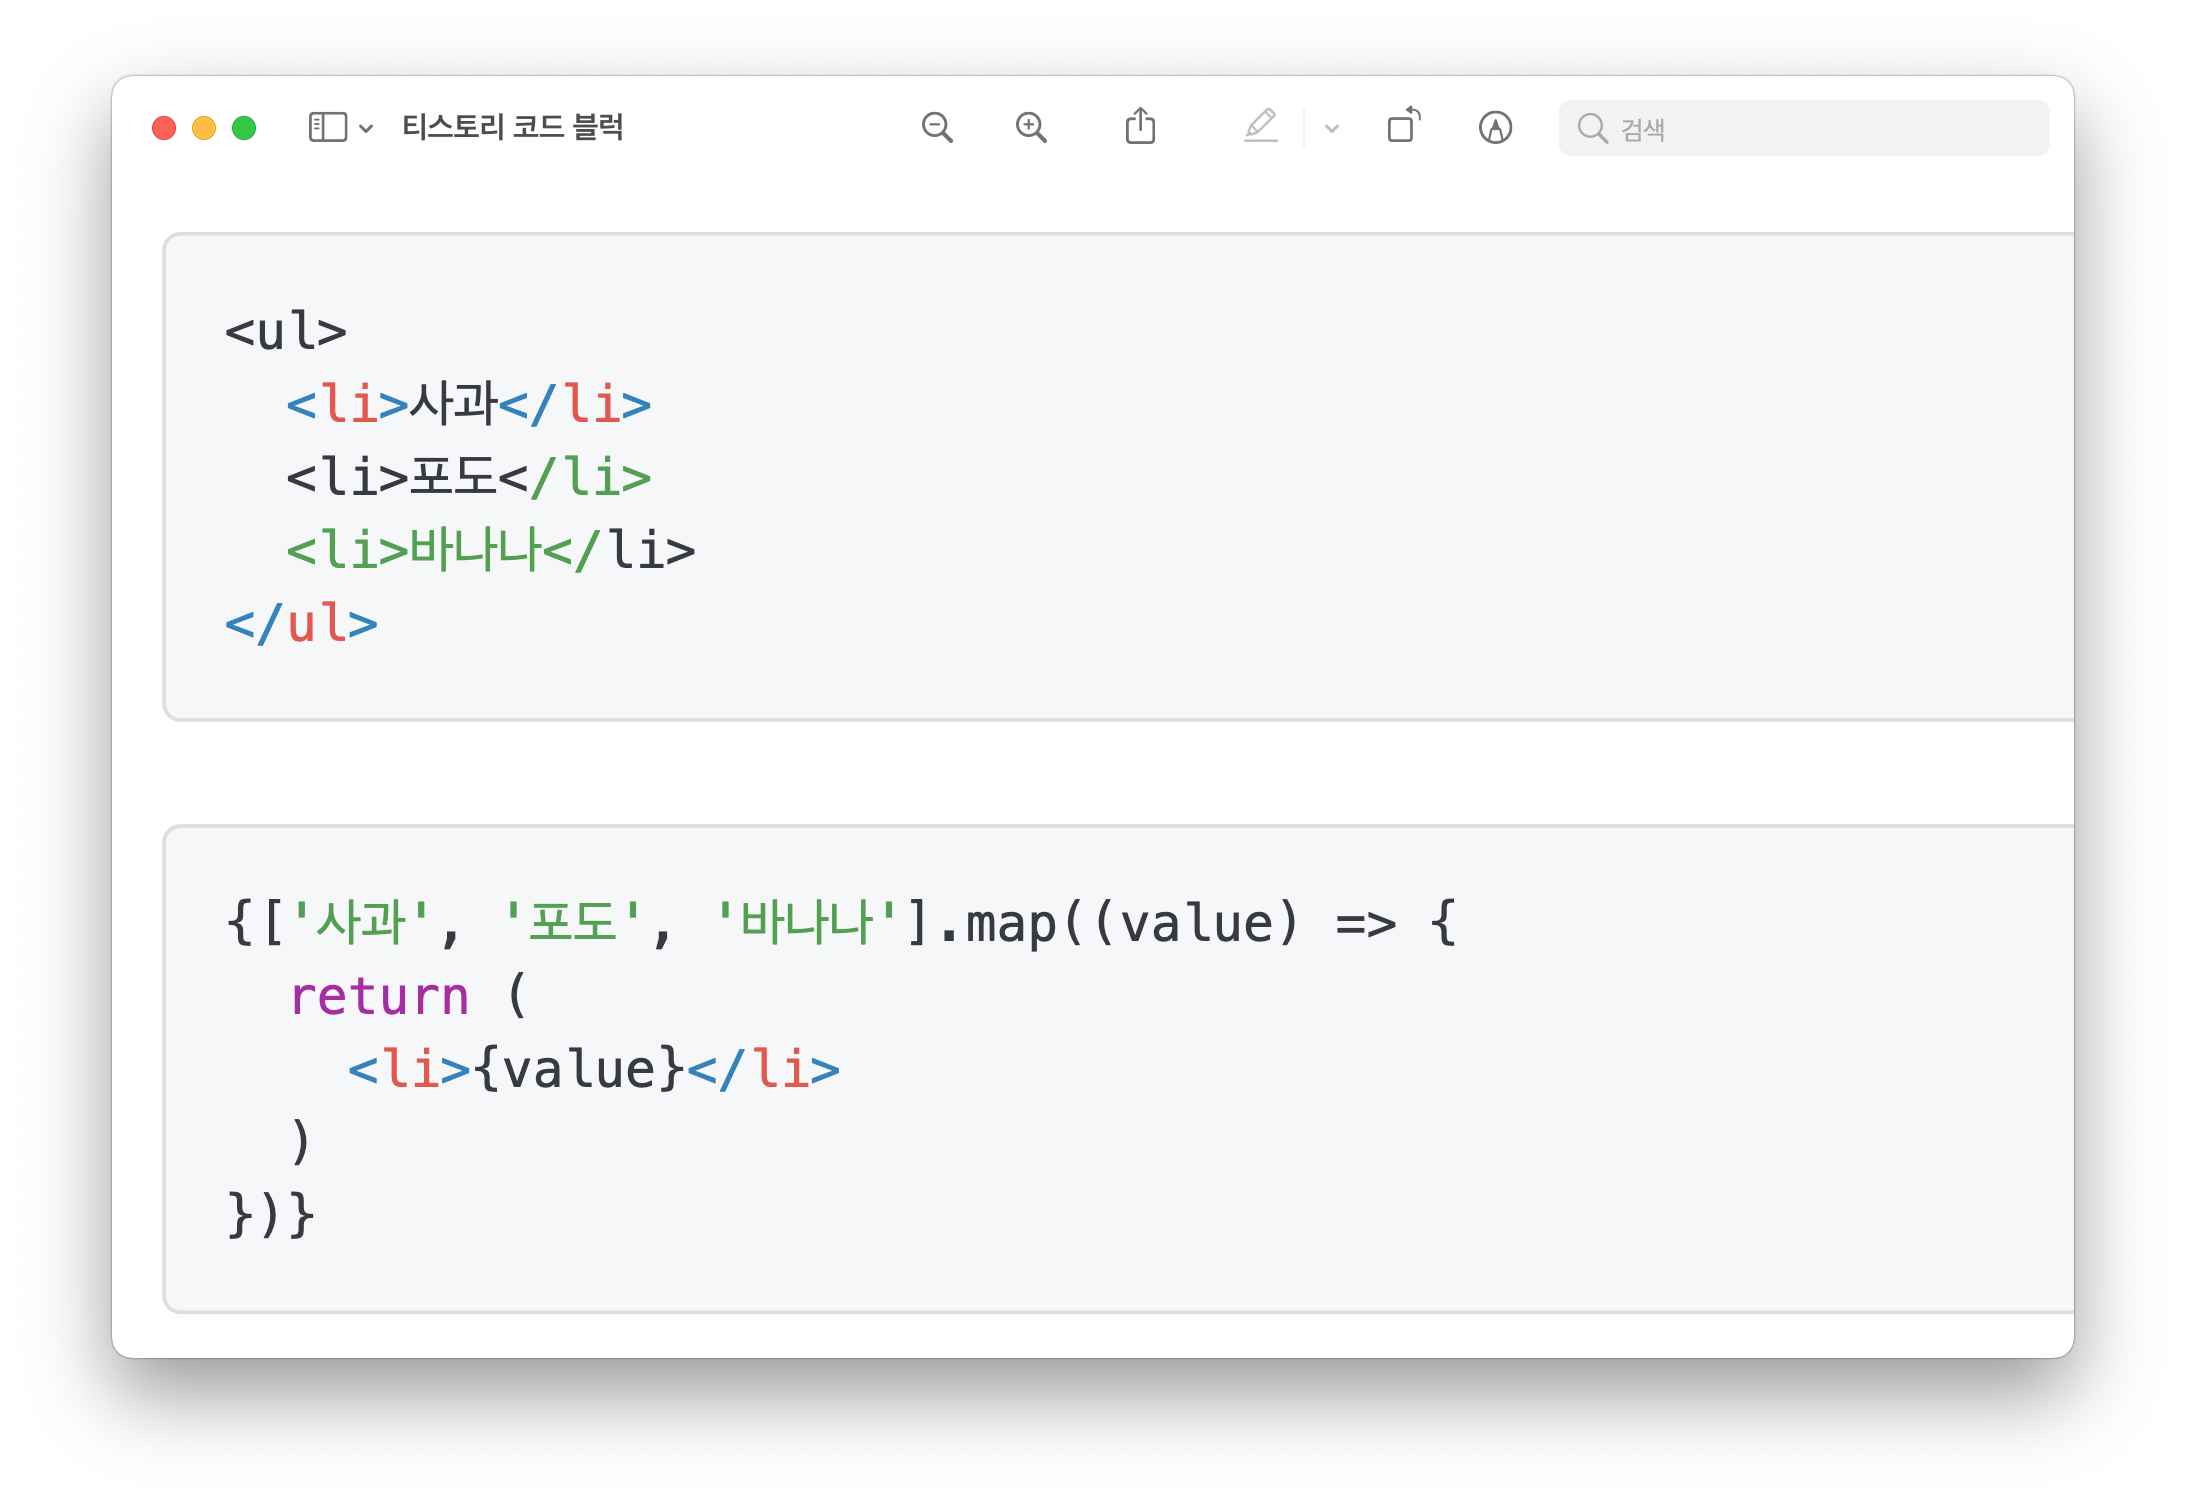 티스토리 코드 블럭
검색
<ul>
  <li>사과</li>
  <li>포도</li>
  <li>바나나</li>
</ul>
{['사과', '포도', '바나나'].map((value) => {
  return (
    <li>{value}</li>
  )
})}